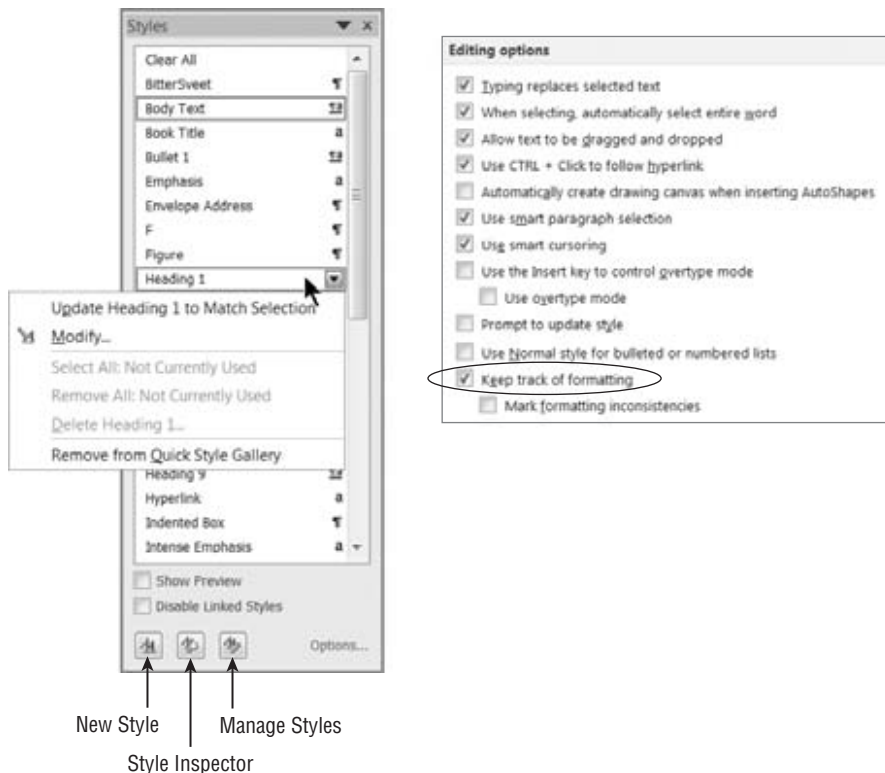 Styles
Clear All
BitterSveet ¶
Body Text ¶a
Book Title a
Bullet 1 ¶a
Emphasis a
Envelope Address ¶
F ¶
Figure ¶
Heading 1
Update Heading 1 to Match Selection
Modify...
Select All: Not Currently Used
Remove All: Not Currently Used
Delete Heading 1...
Remove from Quick Style Gallery
Heading 9 ¶a
Hyperlink a
Indented Box ¶
Intense Emphasis a
Show Preview
Disable Linked Styles
Options...
New Style
Manage Styles
Style Inspector
Editing options
Typing replaces selected text
When selecting, automatically select entire word
Allow text to be dragged and dropped
Use CTRL + Click to follow hyperlink
Automatically create drawing canvas when inserting AutoShapes
Use smart paragraph selection
Use smart cursoring
Use the Insert key to control overtype mode
Use overtype mode
Prompt to update style
Use Normal style for bulleted or numbered lists
Keep track of formatting
Mark formatting inconsistencies